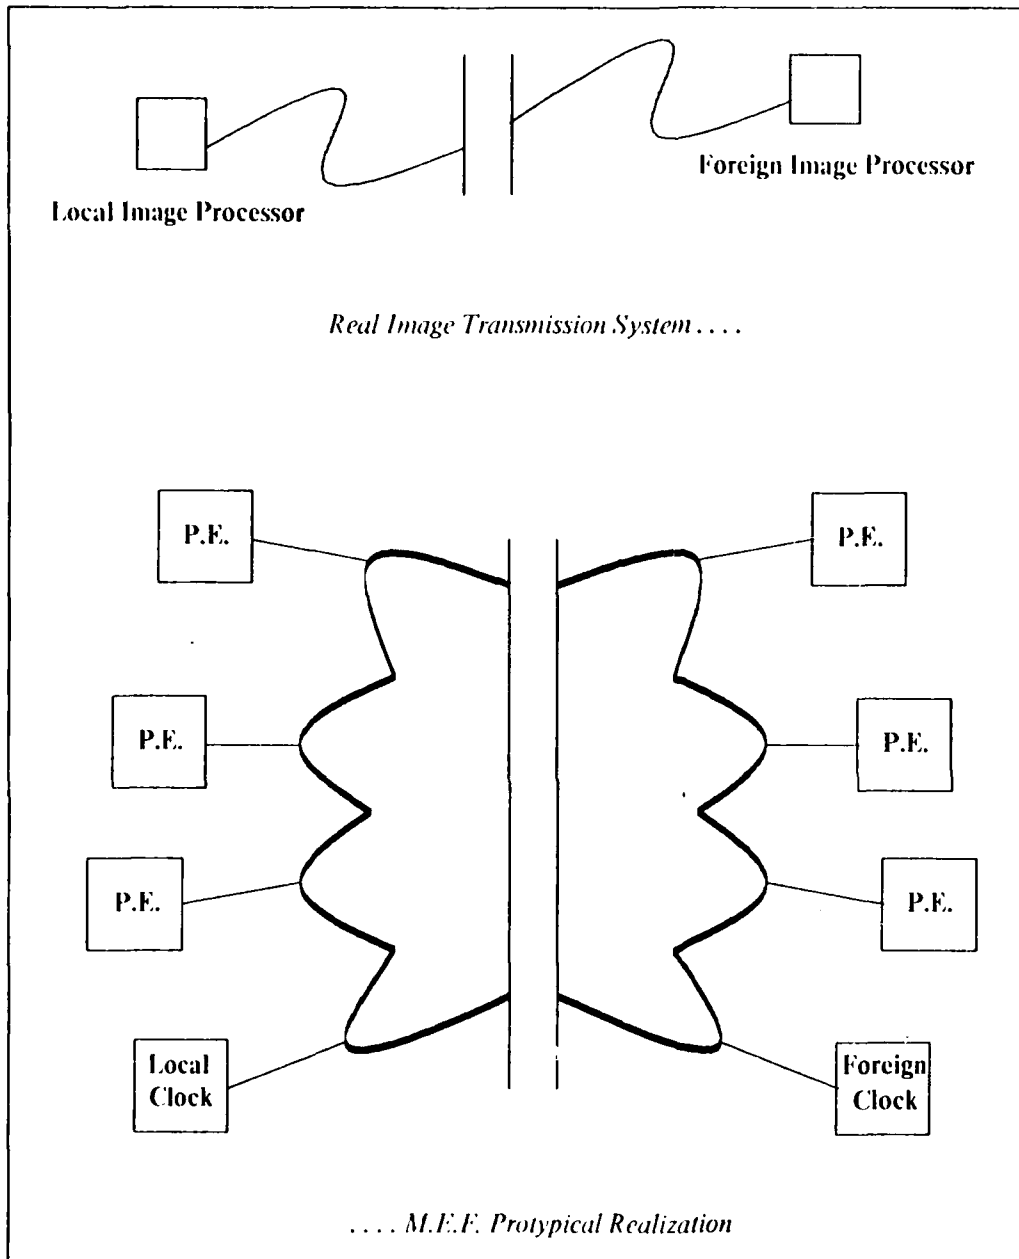 Foreign Image Processor
Local Image Processor
Real Image Transmission System . . . .
P.E.
P.E.
P.E.
P.E.
P.E.
P.E.
Local
Clock
Foreign
Clock
. . . . M.E.F. Protypical Realization